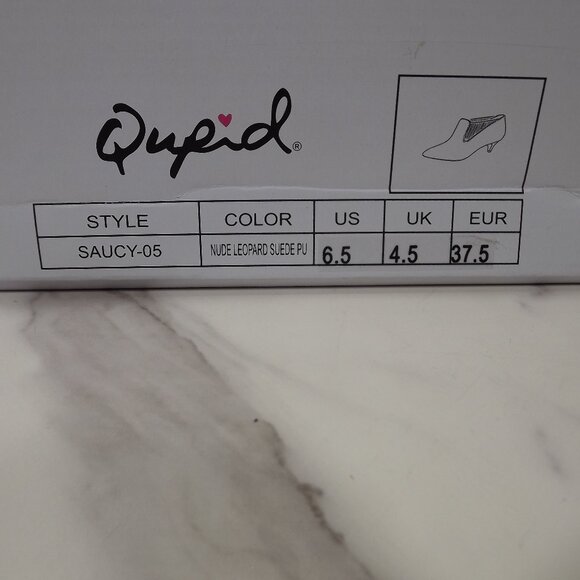 Qupid®
STYLE COLOR US UK EUR
SAUCY-05 NUDE LEOPARD SUEDE PU 6.5 4.5 37.5